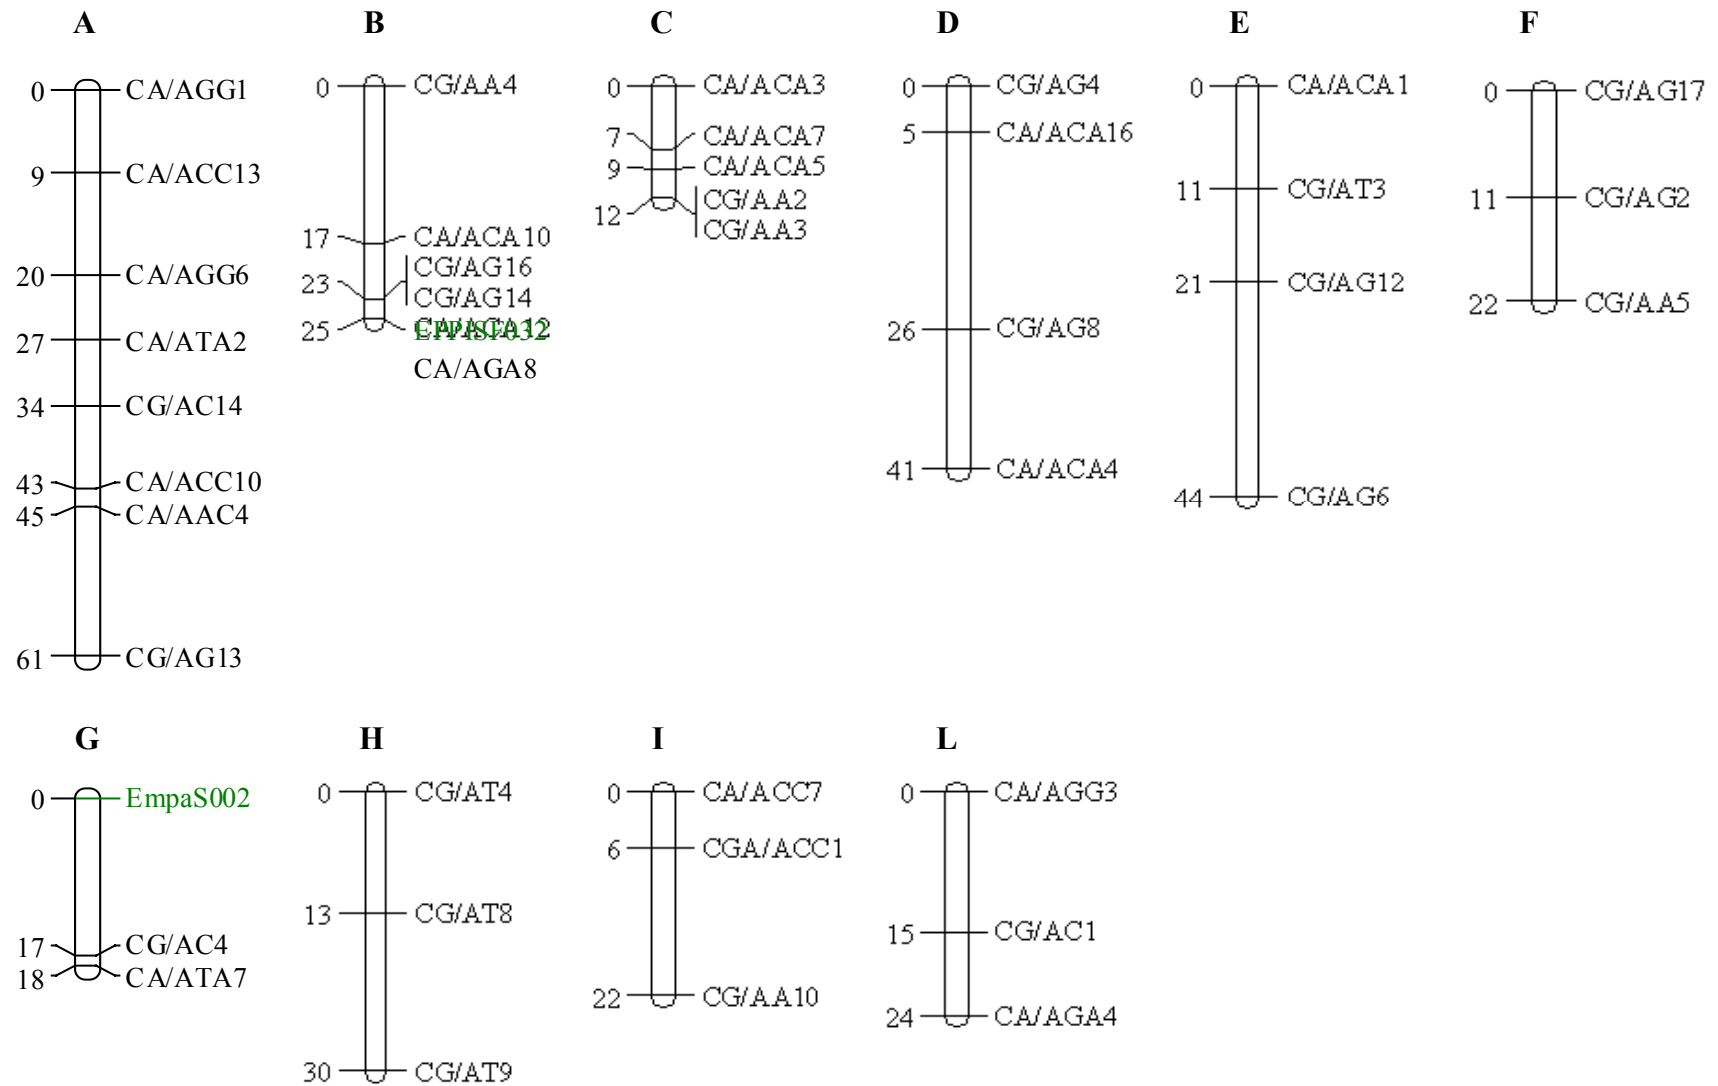 A
0 CA/AGG1
9 CA/ACC13
20 CA/AGG6
27 CA/ATA2
34 CG/AC14
43 CA/ACC10
45 CA/AAC4
61 CG/AG13
B
0 CG/AA4
17 CA/ACA10
CG/AG16
23
CG/AG14
25
CA/AGA8
C
0 CA/ACA3
7 CA/ACA7
9 CA/ACA5
CG/AA2
12
CG/AA3
D
0 CG/AG4
5 CA/ACA16
26 CG/AG8
41 CA/ACA4
E
0 CA/ACA1
11 CG/AT3
21 CG/AG12
44 CG/AG6
F
0 CG/AG17
11 CG/AG2
22 CG/AA5
G
0 EmpaS002
17 CG/AC4
18 CA/ATA7
H
0 CG/AT4
13 CG/AT8
30 CG/AT9
I
0 CA/ACC7
6 CGA/ACC1
22 CG/AA10
L
0 CA/AGG3
15 CG/AC1
24 CA/AGA4